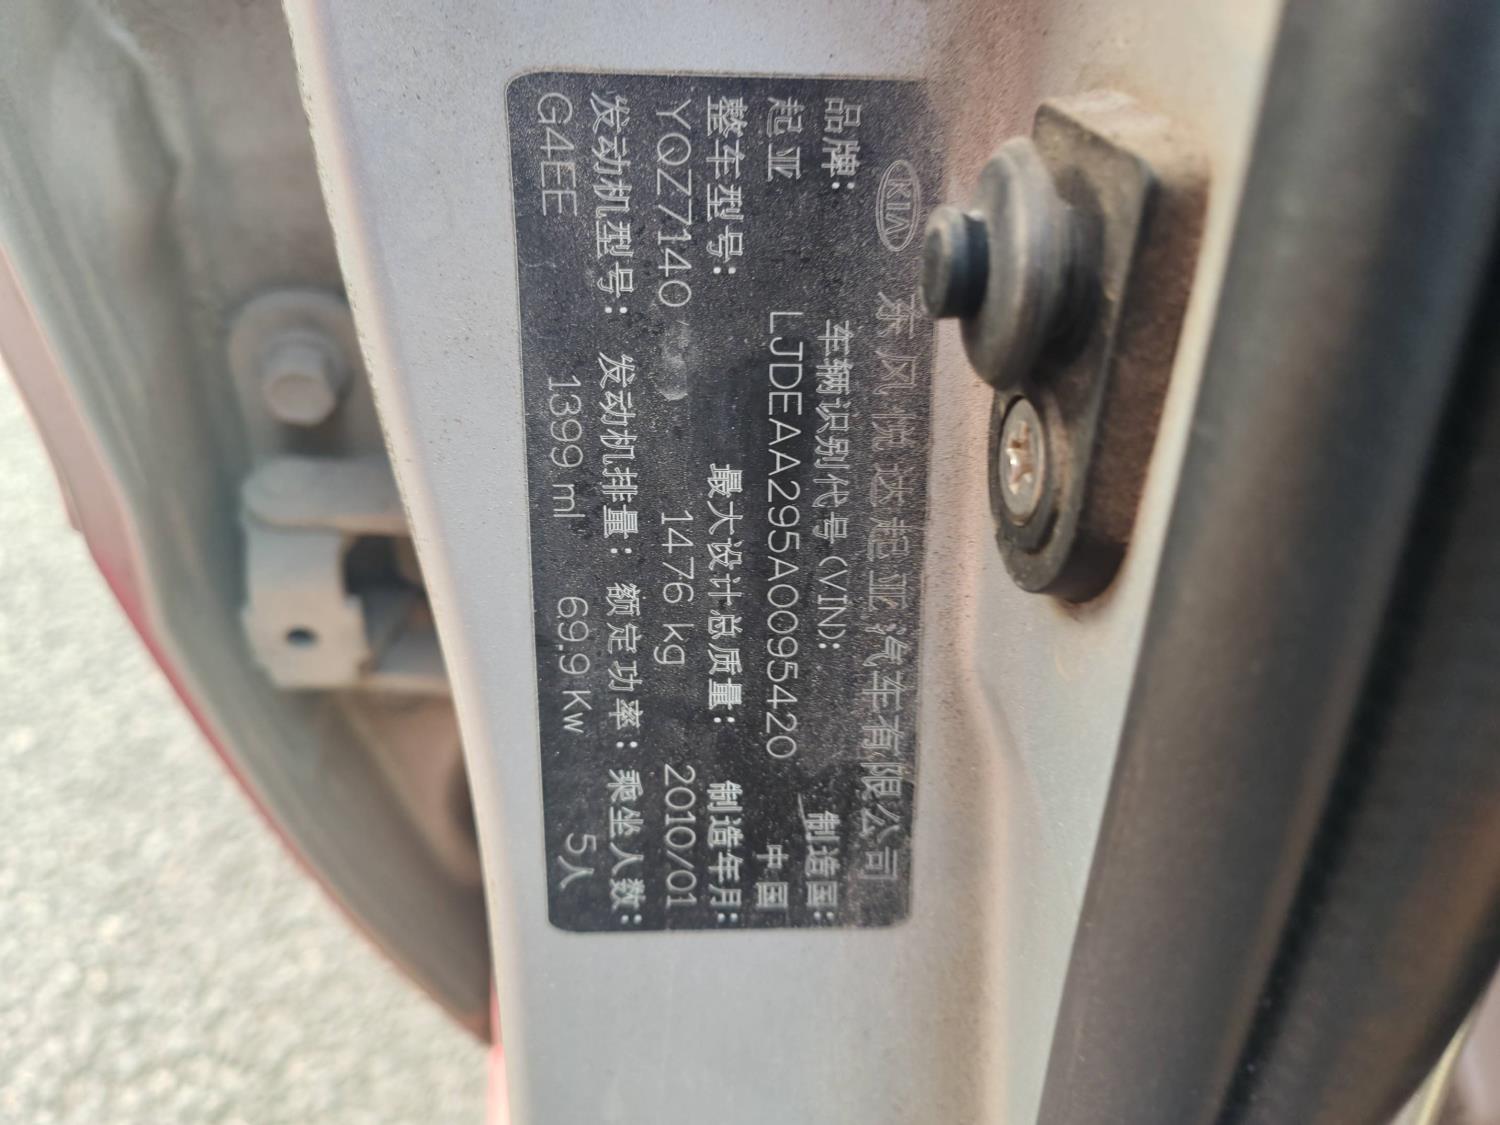 KIA 东风悦达起亚汽车有限公司
品牌: 车辆识别代号(VIN): 制造国:
起亚 LJDEAA295A0095420 中国
整车型号: 最大设计总质量: 制造年月:
YQZ7140 1476 kg 2010/01
发动机型号: 发动机排量: 额定功率: 乘坐人数:
G4EE 1399 ml 69.9 Kw 5人